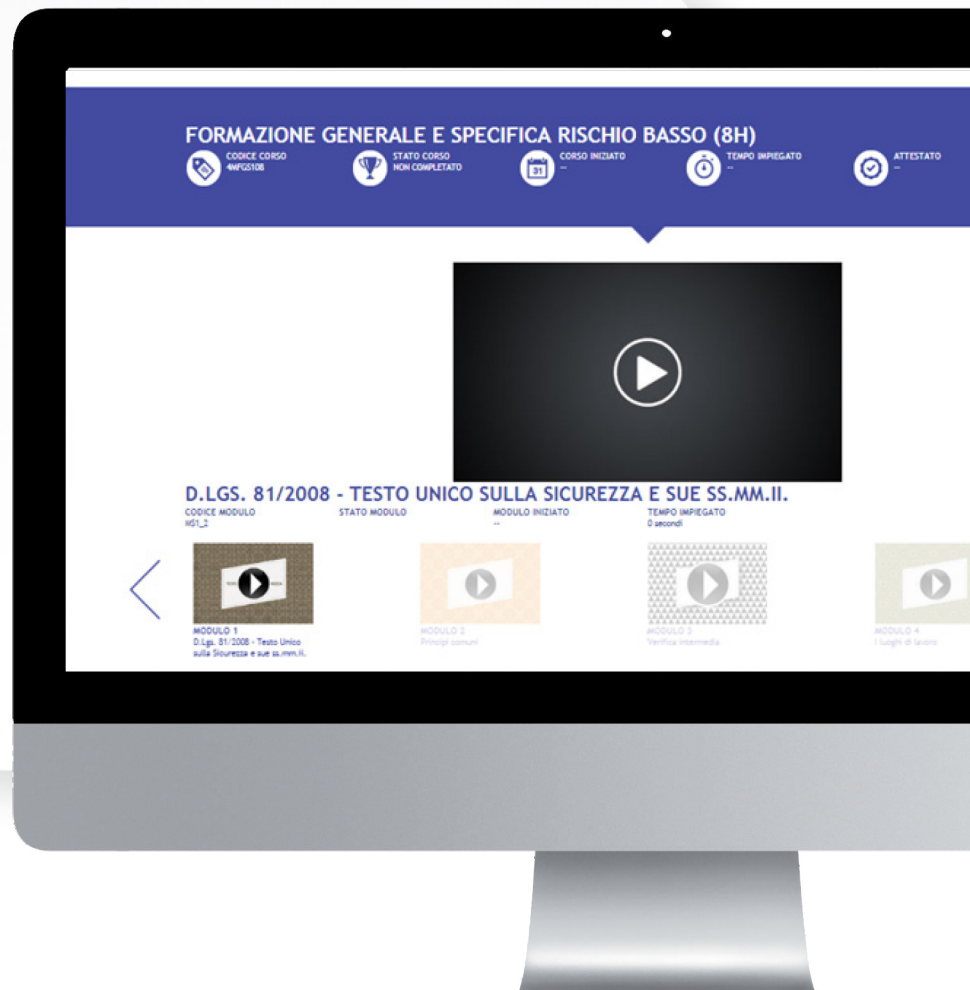 FORMAZIONE GENERALE E SPECIFICA RISCHIO BASSO (8H)
CODICE CORSO
4WFGS108
STATO CORSO
NON COMPLETATO
CORSO INIZIATO
--
31
TEMPO IMPIEGATO
--
ATTESTATO
--
D.LGS. 81/2008 - TESTO UNICO SULLA SICUREZZA E SUE SS.MM.II.
CODICE MODULO
MS1_2
STATO MODULO
MODULO INIZIATO
--
TEMPO IMPIEGATO
0 secondi
MODULO 1
D.Lgs. 81/2008 - Testo Unico
sulla Sicurezza e sue ss.mm.ii.
MODULO 2
Principi comuni
MODULO 3
Verifica intermedia
MODULO 4
I luoghi di lavoro